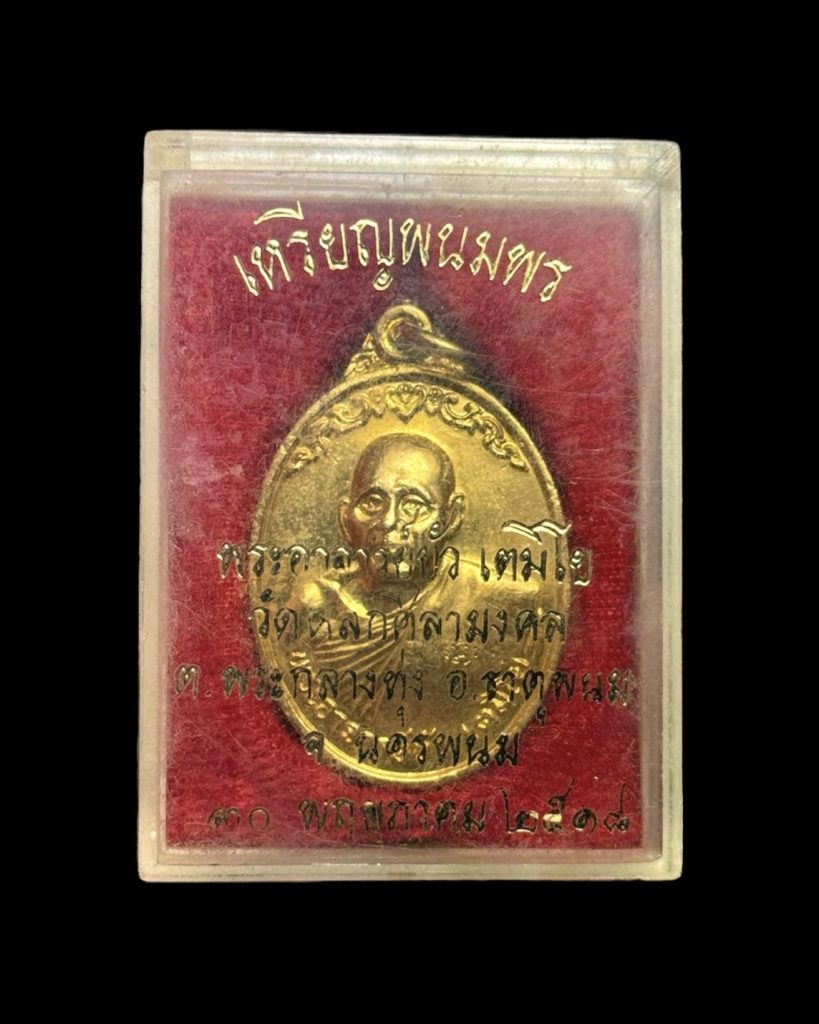 เหรียญพนมพร
พระอาจารย์บัว เตมิโย
วัดหลักศิลามงคล
ต.พระกลางทุ่ง อ.ธาตุพนม
จ.นครพนม
๓๐ พฤษภาคม ๒๕๑๘